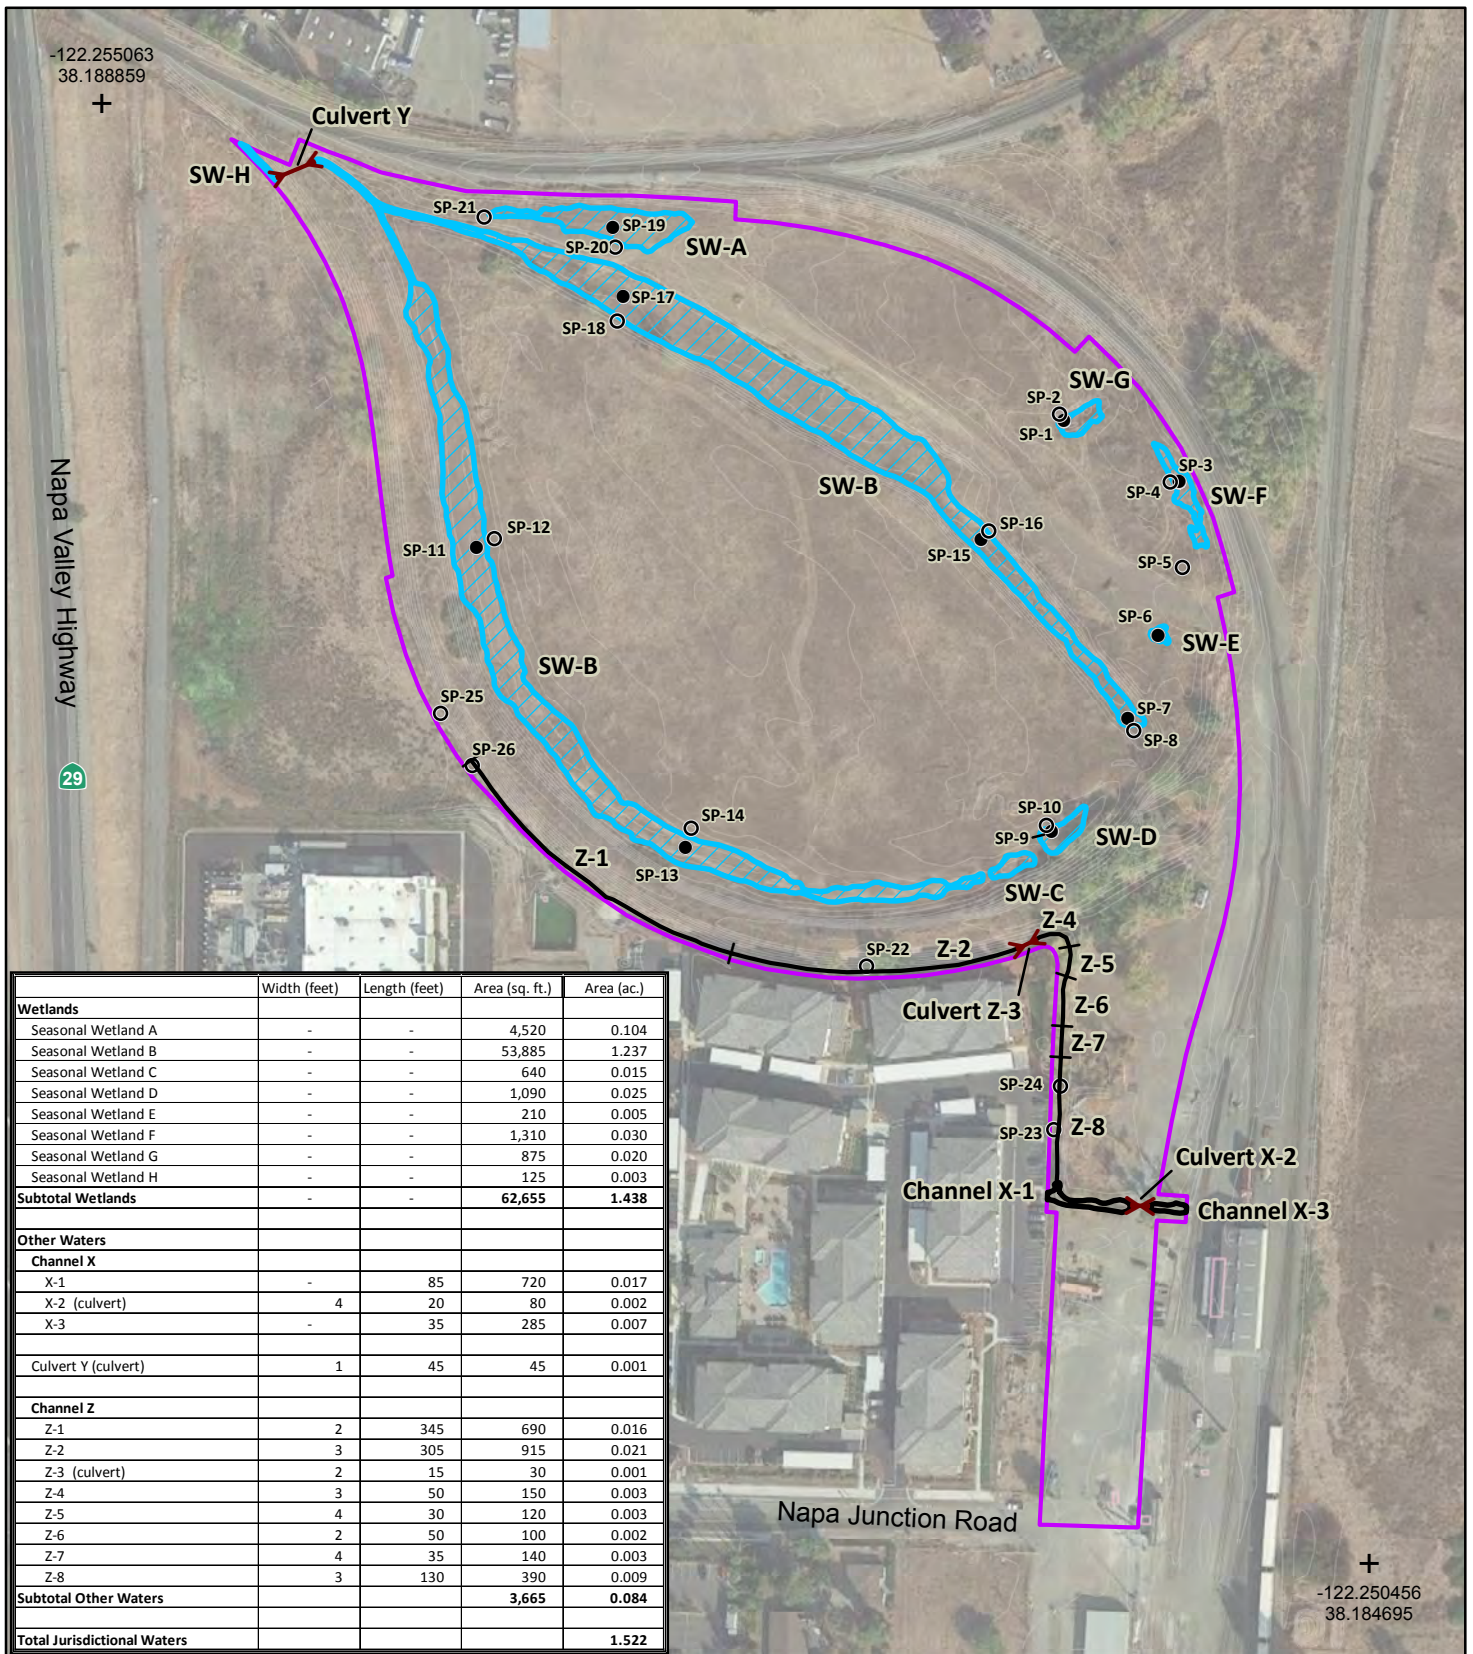 -122.255063
38.188859
Culvert Y
SW-H
SP-21
SP-19
SP-20
SW-A
SP-17
SP-18
SW-G
SP-2
SP-1
SP-3
SP-4
SW-F
SW-B
SP-16
SP-15
SP-12
SP-11
SP-5
SP-6
SW-E
Napa Valley Highway
29
SW-B
SP-25
SP-7
SP-8
SP-26
SP-14
SP-13
SP-10
SP-9
SW-D
Z-1
SW-C
Z-4
SP-22
Z-2
Z-5
Culvert Z-3
Z-6
Z-7
SP-24
SP-23
Z-8
Culvert X-2
Channel X-1
Channel X-3
Napa Junction Road
-122.250456
38.184695
Width (feet) Length (feet) Area (sq. ft.) Area (ac.)
Wetlands
Seasonal Wetland A - - 4,520 0.104
Seasonal Wetland B - - 53,885 1.237
Seasonal Wetland C - - 640 0.015
Seasonal Wetland D - - 1,090 0.025
Seasonal Wetland E - - 210 0.005
Seasonal Wetland F - - 1,310 0.030
Seasonal Wetland G - - 875 0.020
Seasonal Wetland H - - 125 0.003
Subtotal Wetlands - - 62,655 1.438
Other Waters
Channel X
X-1 - 85 720 0.017
X-2 (culvert) 4 20 80 0.002
X-3 - 35 285 0.007
Culvert Y (culvert) 1 45 45 0.001
Channel Z
Z-1 2 345 690 0.016
Z-2 3 305 915 0.021
Z-3 (culvert) 2 15 30 0.001
Z-4 3 50 150 0.003
Z-5 4 30 120 0.003
Z-6 2 50 100 0.002
Z-7 4 35 140 0.003
Z-8 3 130 390 0.009
Subtotal Other Waters 3,665 0.084
Total Jurisdictional Waters 1.522